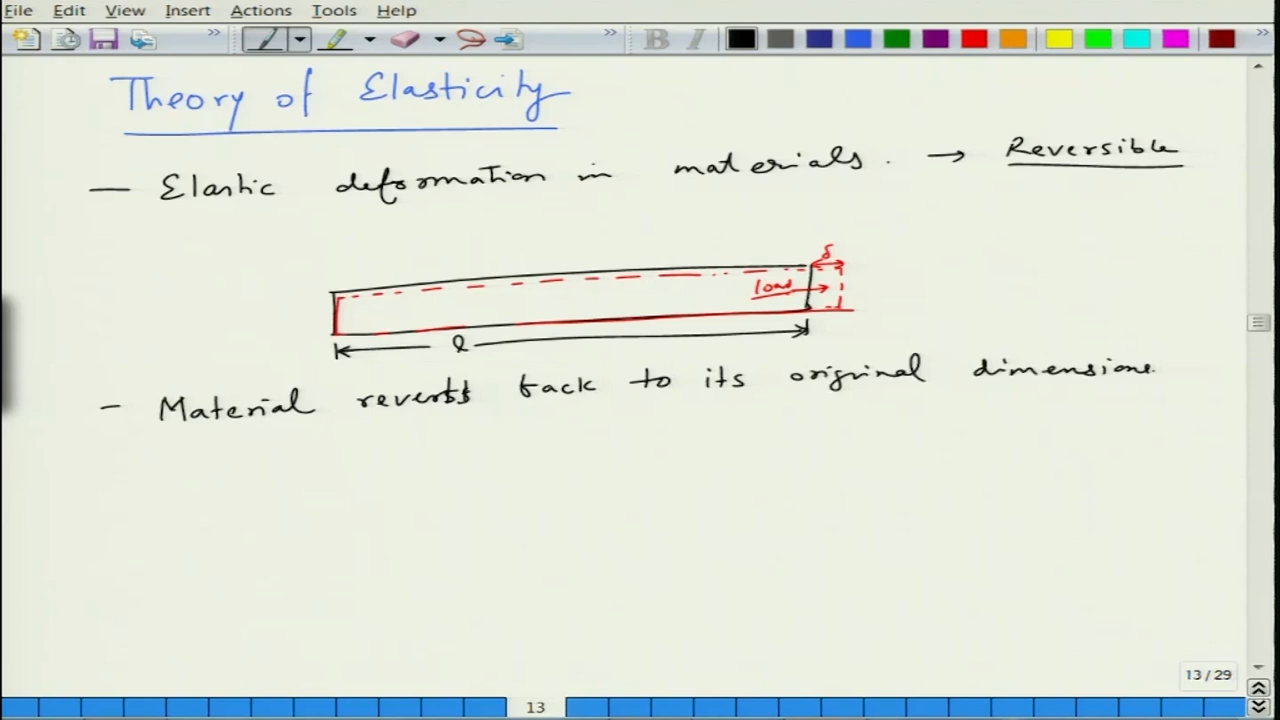 File Edit View Insert Actions Tools Help
B I
Theory of Elasticity
— Elastic deformation in materials. → Reversible
δ
load
l
- Material reverts back to its original dimensions.
13 / 29
13